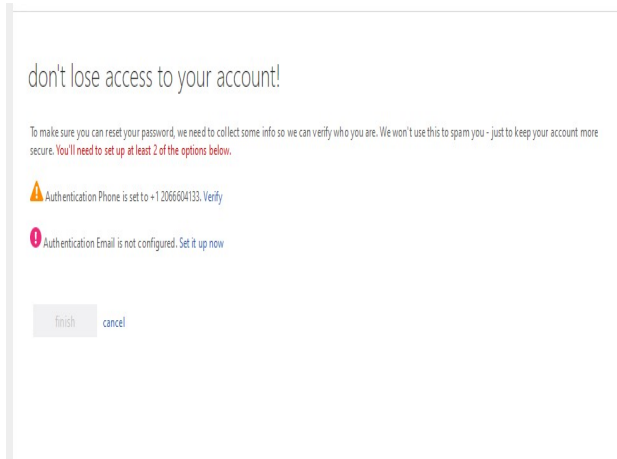 don't lose access to your account!
To make sure you can reset your password, we need to collect some info so we can verify who you are. We won't use this to spam you - just to keep your account more
secure. You'll need to set up at least 2 of the options below.
Authentication Phone is set to +1 2066604133. Verify
Authentication Email is not configured. Set it up now
finish cancel